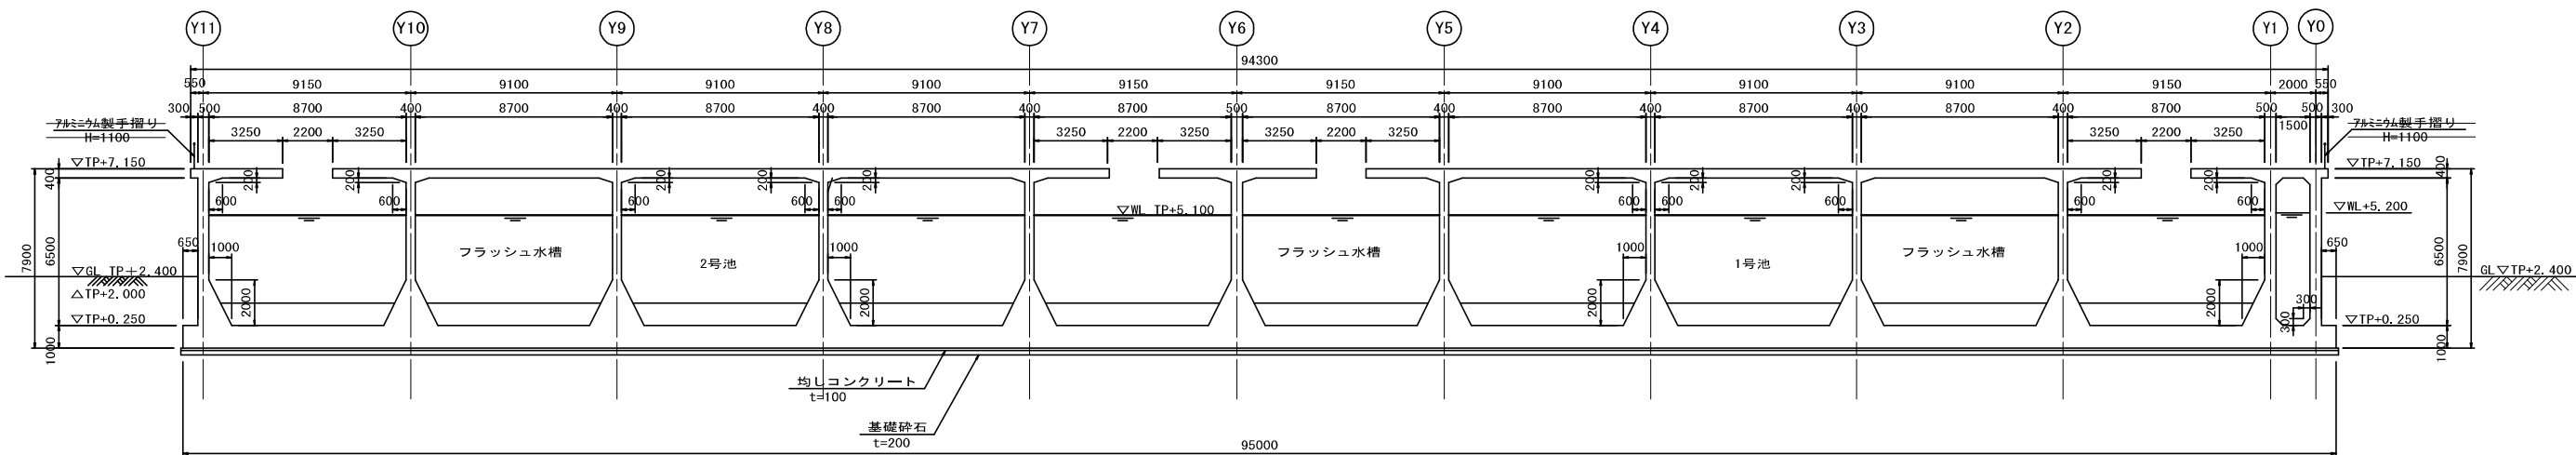 Y11 Y10 Y9 Y8 Y7 Y6 Y5 Y4 Y3 Y2 Y1 Y0
94300
550 9150 9100 9100 9100 9150 9150 9100 9100 9100 9150 2000 550
300 500 8700 400 8700 400 8700 400 8700 400 8700 500 8700 400 8700 400 8700 400 8700 400 8700 500 500 300
1500
アルミニウム製手摺り
H=1100
3250 2200 3250 3250 2200 3250 3250 2200 3250 3250 2200 3250
アルミニウム製手摺り
H=1100
▽TP+7.150
▽TP+7.150
400 200 200 200 200 200 200 200 200 200 200 400
600 600 600 600 600 600 600 600 600 600
▽WL TP+5.100
▽WL+5.200
650 1000 1000 1000 1000 650
フラッシュ水槽
2号池
フラッシュ水槽
1号池
フラッシュ水槽
7900 6500
6500 7900
▽GL TP+2.400
GL▽TP+2.400
△TP+2.000
2000 2000 2000 2000
300
300
▽TP+0.250
▽TP+0.250
1000
1000
均しコンクリート
t=100
基礎砕石
t=200
95000